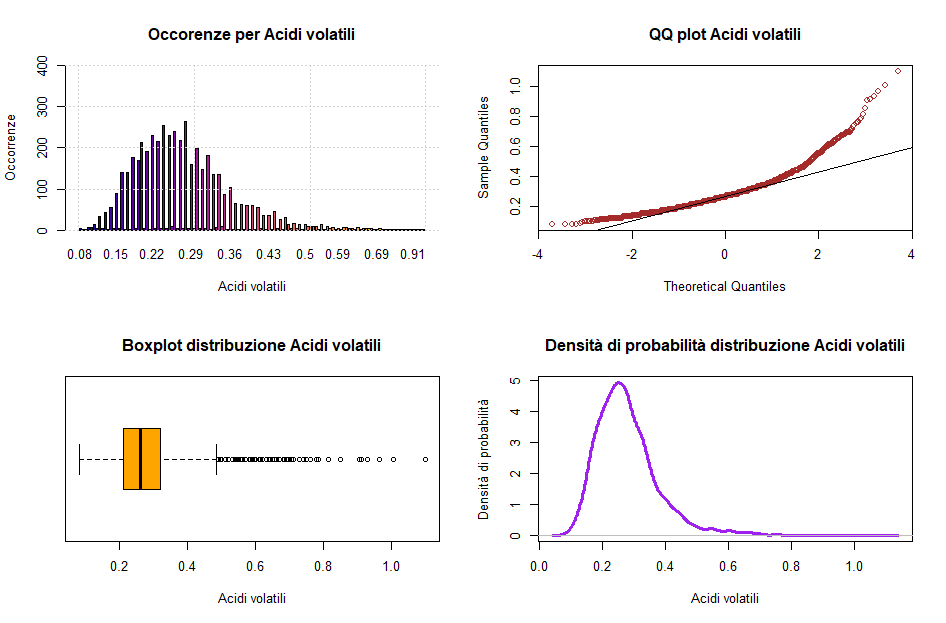 Occorenze per Acidi volatili
Occorrenze
400
300
200
100
0
0.08 0.15 0.22 0.29 0.36 0.43 0.5 0.59 0.69 0.91
Acidi volatili
QQ plot Acidi volatili
Sample Quantiles
1.0
0.8
0.6
0.4
0.2
-4 -2 0 2 4
Theoretical Quantiles
Boxplot distribuzione Acidi volatili
0.2 0.4 0.6 0.8 1.0
Acidi volatili
Densità di probabilità distribuzione Acidi volatili
Densità di probabilità
5
4
3
2
1
0
0.0 0.2 0.4 0.6 0.8 1.0
Acidi volatili